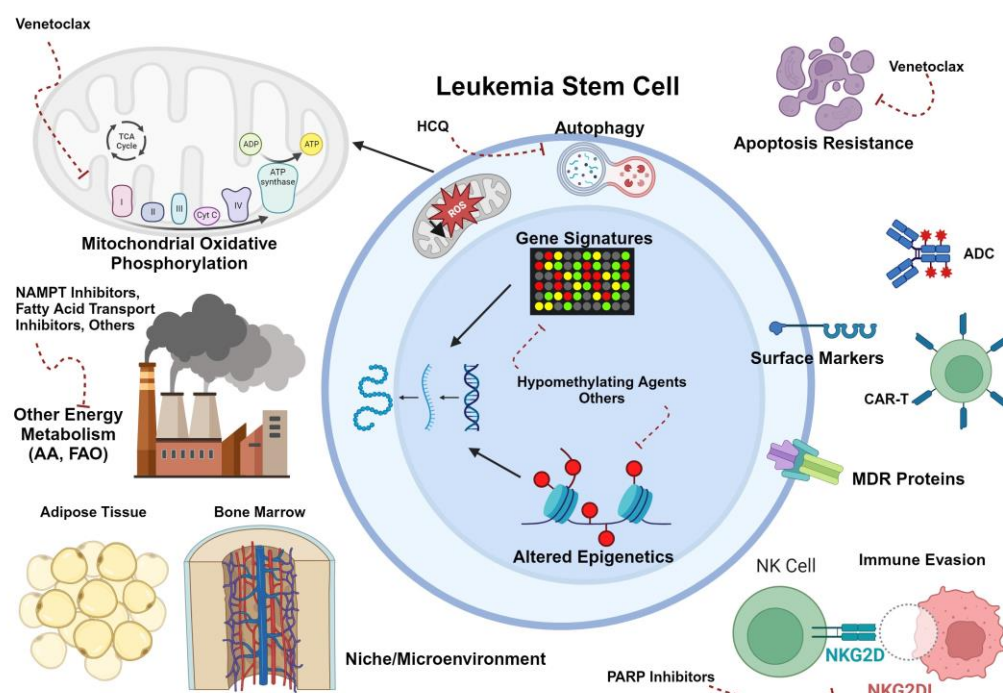 Venetoclax
TCA
Cycle
ADP
ATP
ATP
synthase
I
II
III
Cyt C
IV
Mitochondrial Oxidative
Phosphorylation
Leukemia Stem Cell
HCQ
Autophagy
ROS
Venetoclax
Apoptosis Resistance
Gene Signatures
ADC
NAMPT Inhibitors,
Fatty Acid Transport
Inhibitors, Others
Other Energy
Metabolism
(AA, FAO)
Hypomethylating Agents
Others
Surface Markers
CAR-T
MDR Proteins
Altered Epigenetics
Adipose Tissue
Bone Marrow
Niche/Microenvironment
NK Cell
Immune Evasion
NKG2D
PARP Inhibitors
NKG2DL